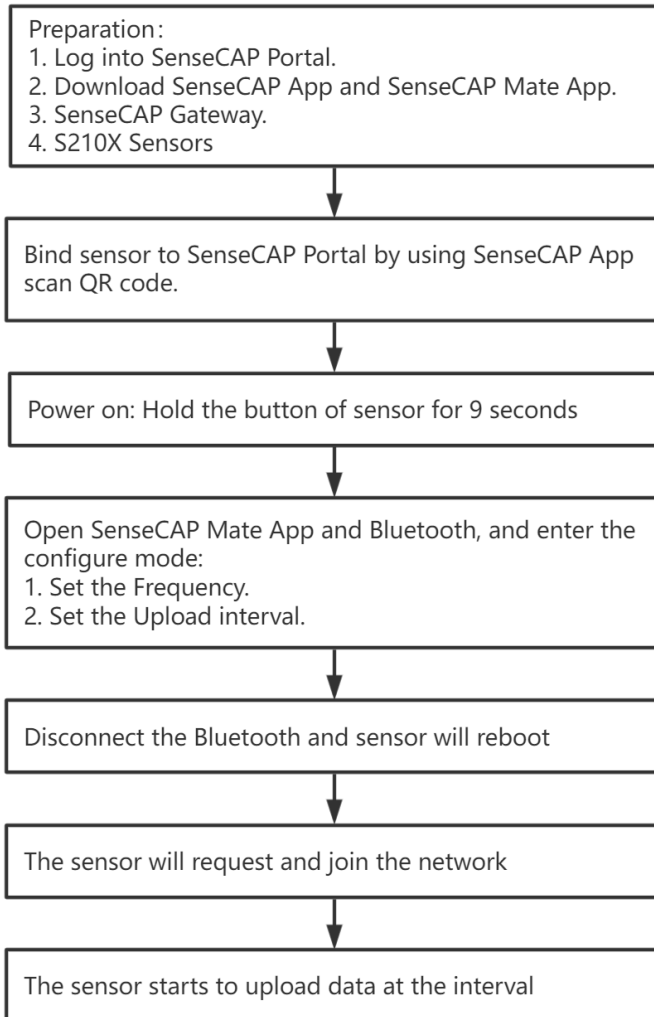 Preparation：
1. Log into SenseCAP Portal.
2. Download SenseCAP App and SenseCAP Mate App.
3. SenseCAP Gateway.
4. S210X Sensors
Bind sensor to SenseCAP Portal by using SenseCAP App
scan QR code.
Power on: Hold the button of sensor for 9 seconds
Open SenseCAP Mate App and Bluetooth, and enter the
configure mode:
1. Set the Frequency.
2. Set the Upload interval.
Disconnect the Bluetooth and sensor will reboot
The sensor will request and join the network
The sensor starts to upload data at the interval